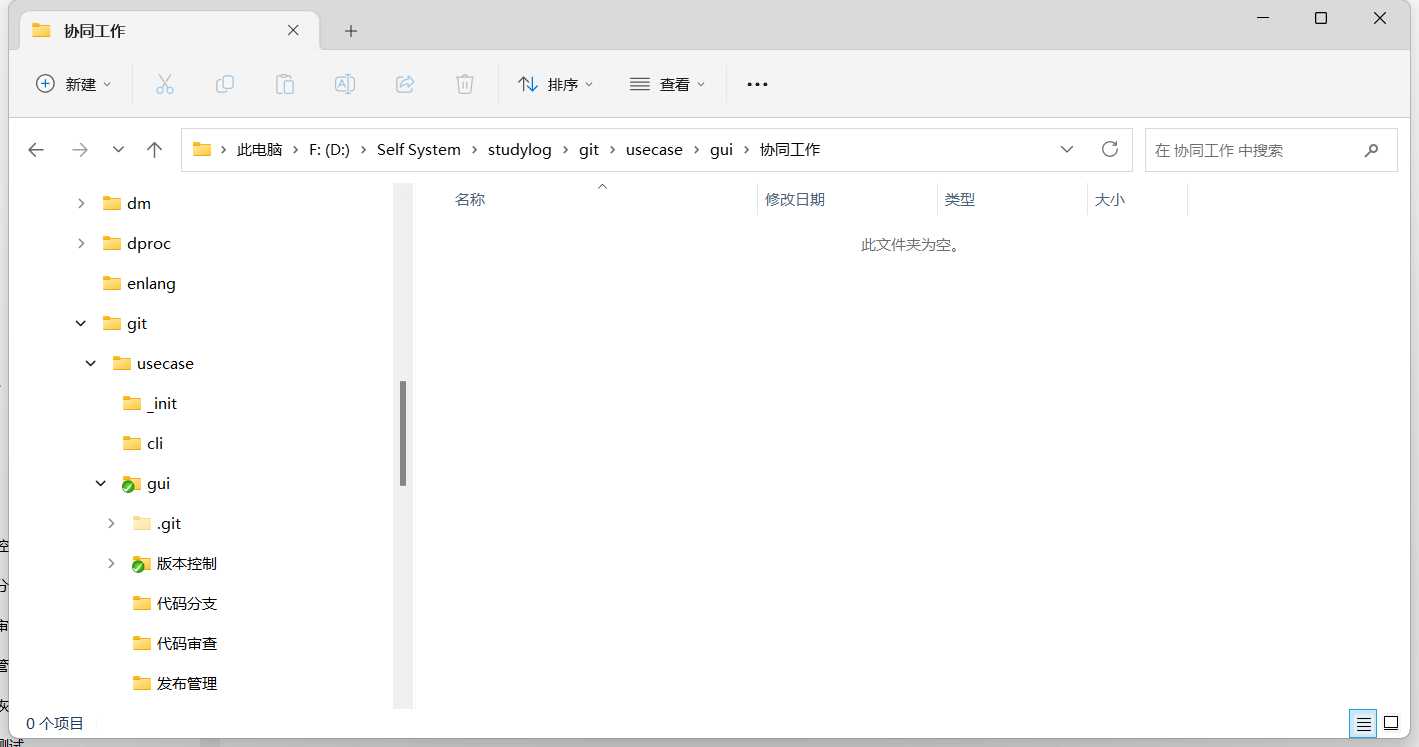 协同工作
新建 排序 查看
此电脑 F: (D:) Self System studylog git usecase gui 协同工作
在 协同工作 中搜索
名称 修改日期 类型 大小
此文件夹为空。
dm
dproc
enlang
git
usecase
_init
cli
gui
.git
版本控制
代码分支
代码审查
发布管理
0 个项目